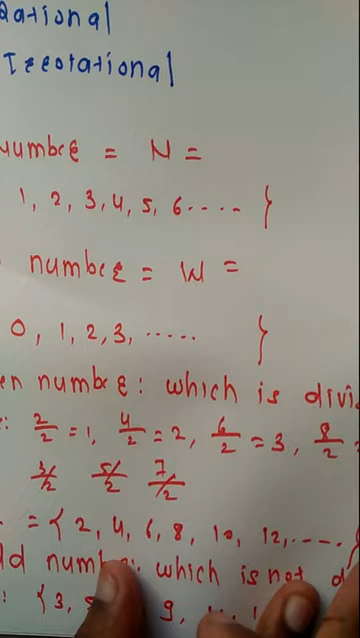 Rational
Irrotational
number = N =
1, 2, 3, 4, 5, 6 ..... }
number = W =
0, 1, 2, 3, ..... }
en number: which is divi
: 2/2 = 1, 4/2 = 2, 6/2 = 3, 8/2 =
3/2 5/2 7/2
= { 2, 4, 6, 8, 10, 12, ..... }
ld number, which is not d
: { 3, 9,